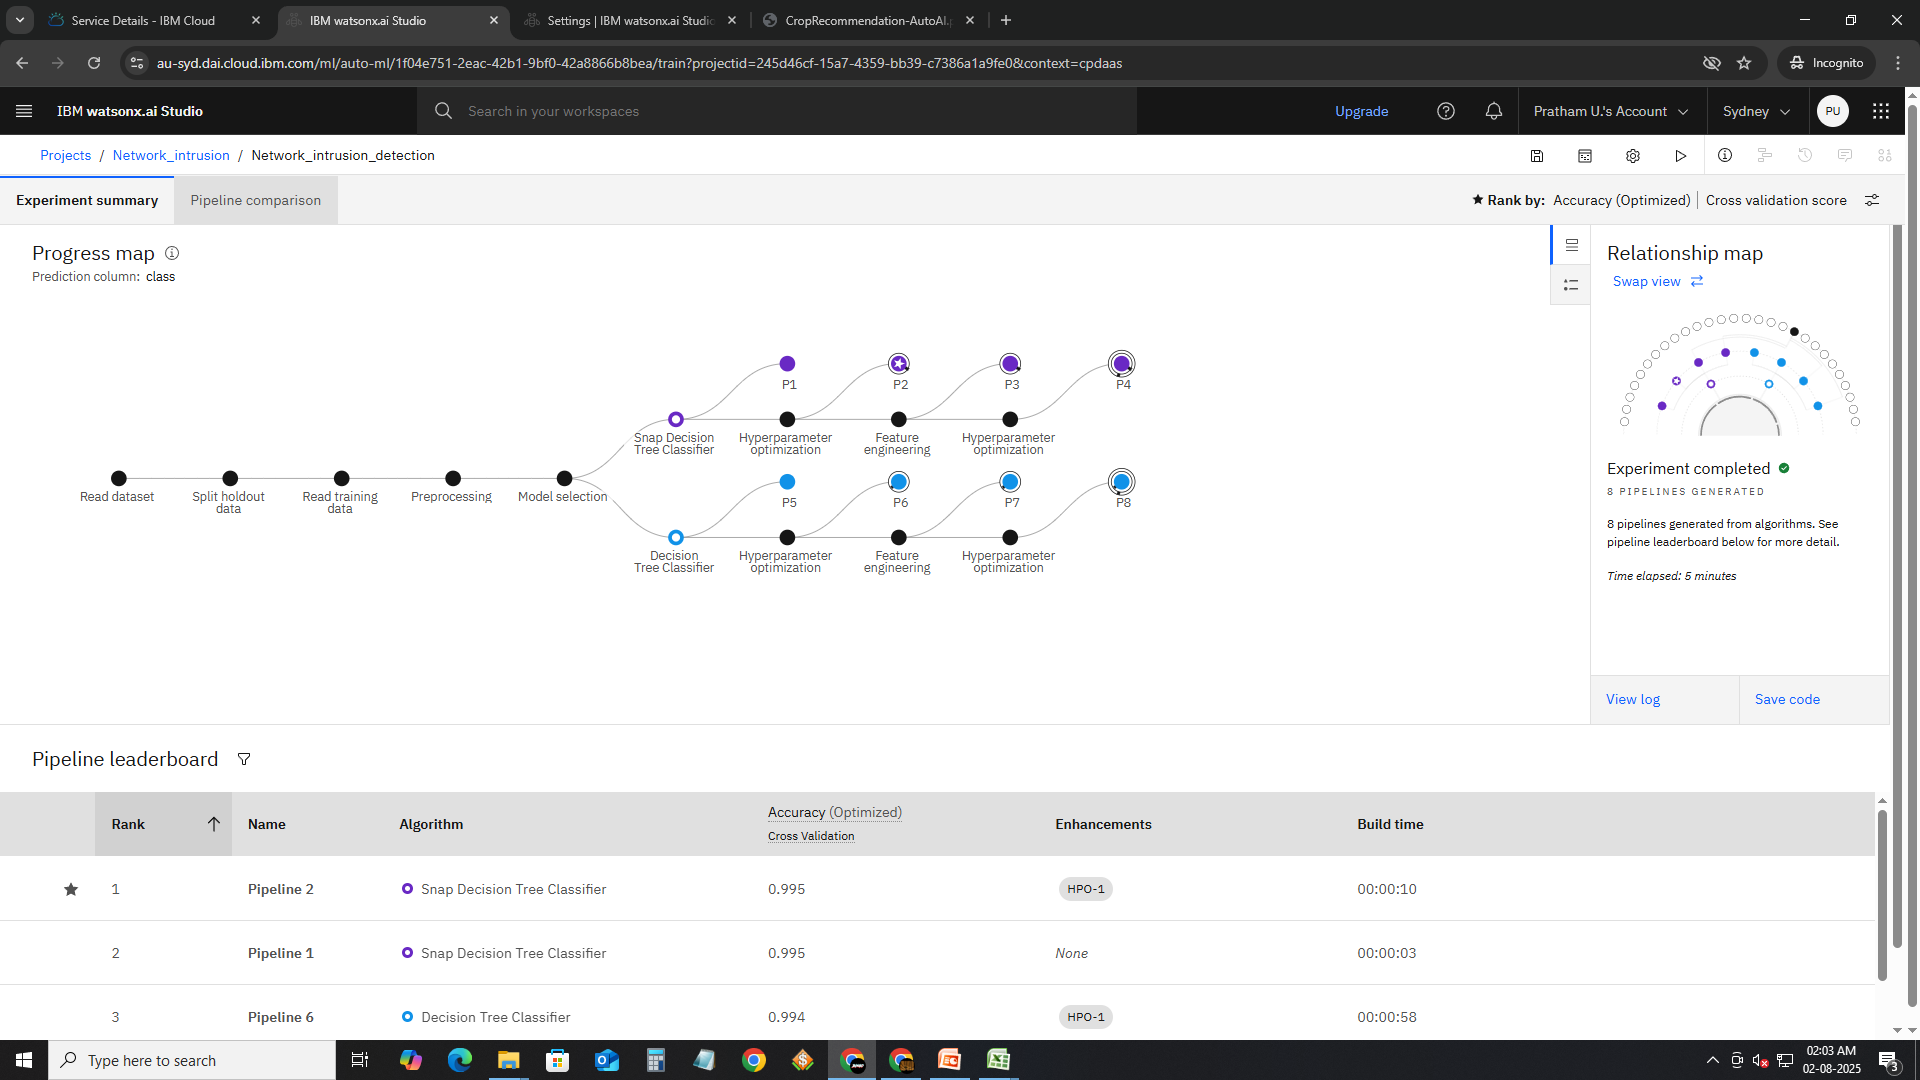 Service Details - IBM Cloud
IBM watsonx.ai Studio
Settings | IBM watsonx.ai Studio
CropRecommendation-AutoAI.
au-syd.dai.cloud.ibm.com/ml/auto-ml/1f04e751-2eac-42b1-9bf0-42a8866b8bea/train?projectid=245d46cf-15a7-4359-bb39-c7386a1a9fe0&context=cpdaas
Incognito
IBM watsonx.ai Studio
Search in your workspaces
Upgrade
Pratham U.'s Account
Sydney
PU
Projects / Network_intrusion / Network_intrusion_detection
Experiment summary
Pipeline comparison
Rank by: Accuracy (Optimized) | Cross validation score
Progress map
Prediction column: class
Relationship map
Swap view
P1
P2
P3
P4
Snap Decision
Tree Classifier
Hyperparameter
optimization
Feature
engineering
Hyperparameter
optimization
Read dataset
Split holdout
data
Read training
data
Preprocessing
Model selection
P5
P6
P7
P8
Decision
Tree Classifier
Hyperparameter
optimization
Feature
engineering
Hyperparameter
optimization
Experiment completed
8 PIPELINES GENERATED
8 pipelines generated from algorithms. See
pipeline leaderboard below for more detail.
Time elapsed: 5 minutes
View log
Save code
Pipeline leaderboard
Rank
Name
Algorithm
Accuracy (Optimized)
Cross Validation
Enhancements
Build time
1 Pipeline 2 Snap Decision Tree Classifier 0.995 HPO-1 00:00:10
2 Pipeline 1 Snap Decision Tree Classifier 0.995 None 00:00:03
3 Pipeline 6 Decision Tree Classifier 0.994 HPO-1 00:00:58
Type here to search
02:03 AM
02-08-2025
3